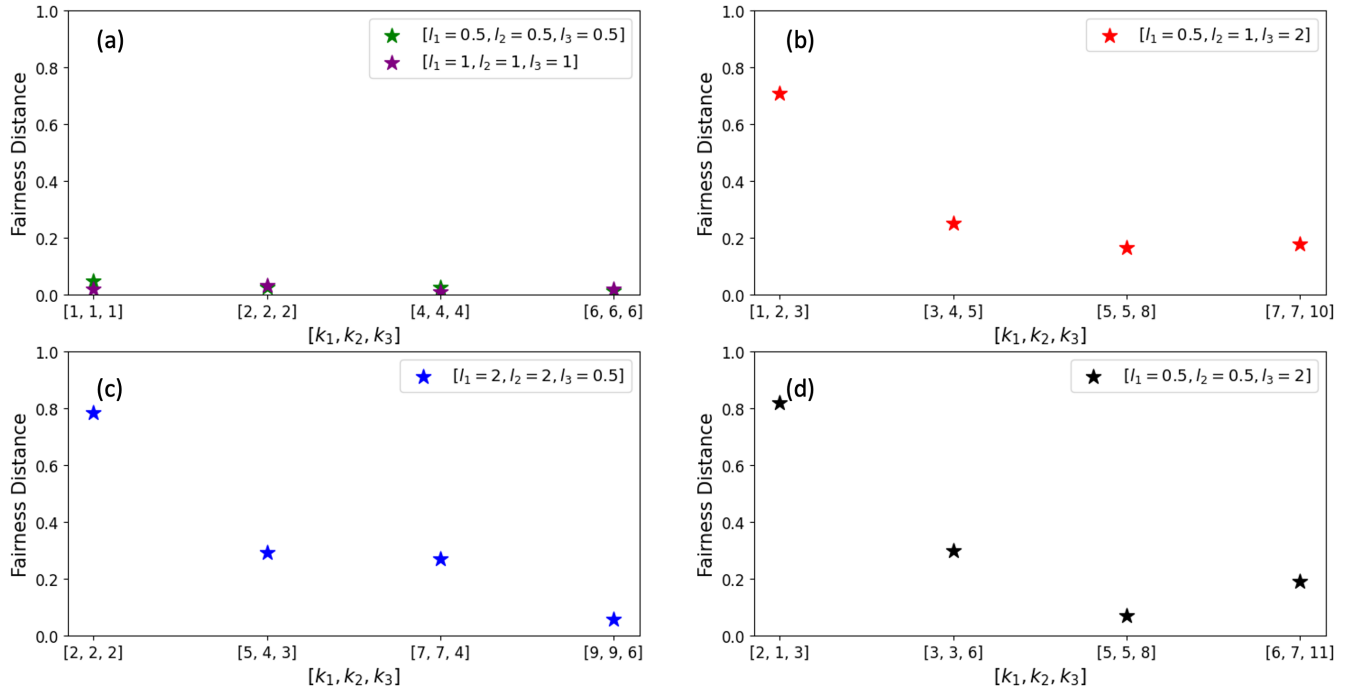 (a)
[l₁ = 0.5, l₂ = 0.5, l₃ = 0.5]
[l₁ = 1, l₂ = 1, l₃ = 1]
Fairness Distance
1.0
0.8
0.6
0.4
0.2
0.0
[1, 1, 1] [2, 2, 2] [4, 4, 4] [6, 6, 6]
[k₁, k₂, k₃]
(b)
[l₁ = 0.5, l₂ = 1, l₃ = 2]
Fairness Distance
1.0
0.8
0.6
0.4
0.2
0.0
[1, 2, 3] [3, 4, 5] [5, 5, 8] [7, 7, 10]
[k₁, k₂, k₃]
(c)
[l₁ = 2, l₂ = 2, l₃ = 0.5]
Fairness Distance
1.0
0.8
0.6
0.4
0.2
0.0
[2, 2, 2] [5, 4, 3] [7, 7, 4] [9, 9, 6]
[k₁, k₂, k₃]
(d)
[l₁ = 0.5, l₂ = 0.5, l₃ = 2]
Fairness Distance
1.0
0.8
0.6
0.4
0.2
0.0
[2, 1, 3] [3, 3, 6] [5, 5, 8] [6, 7, 11]
[k₁, k₂, k₃]